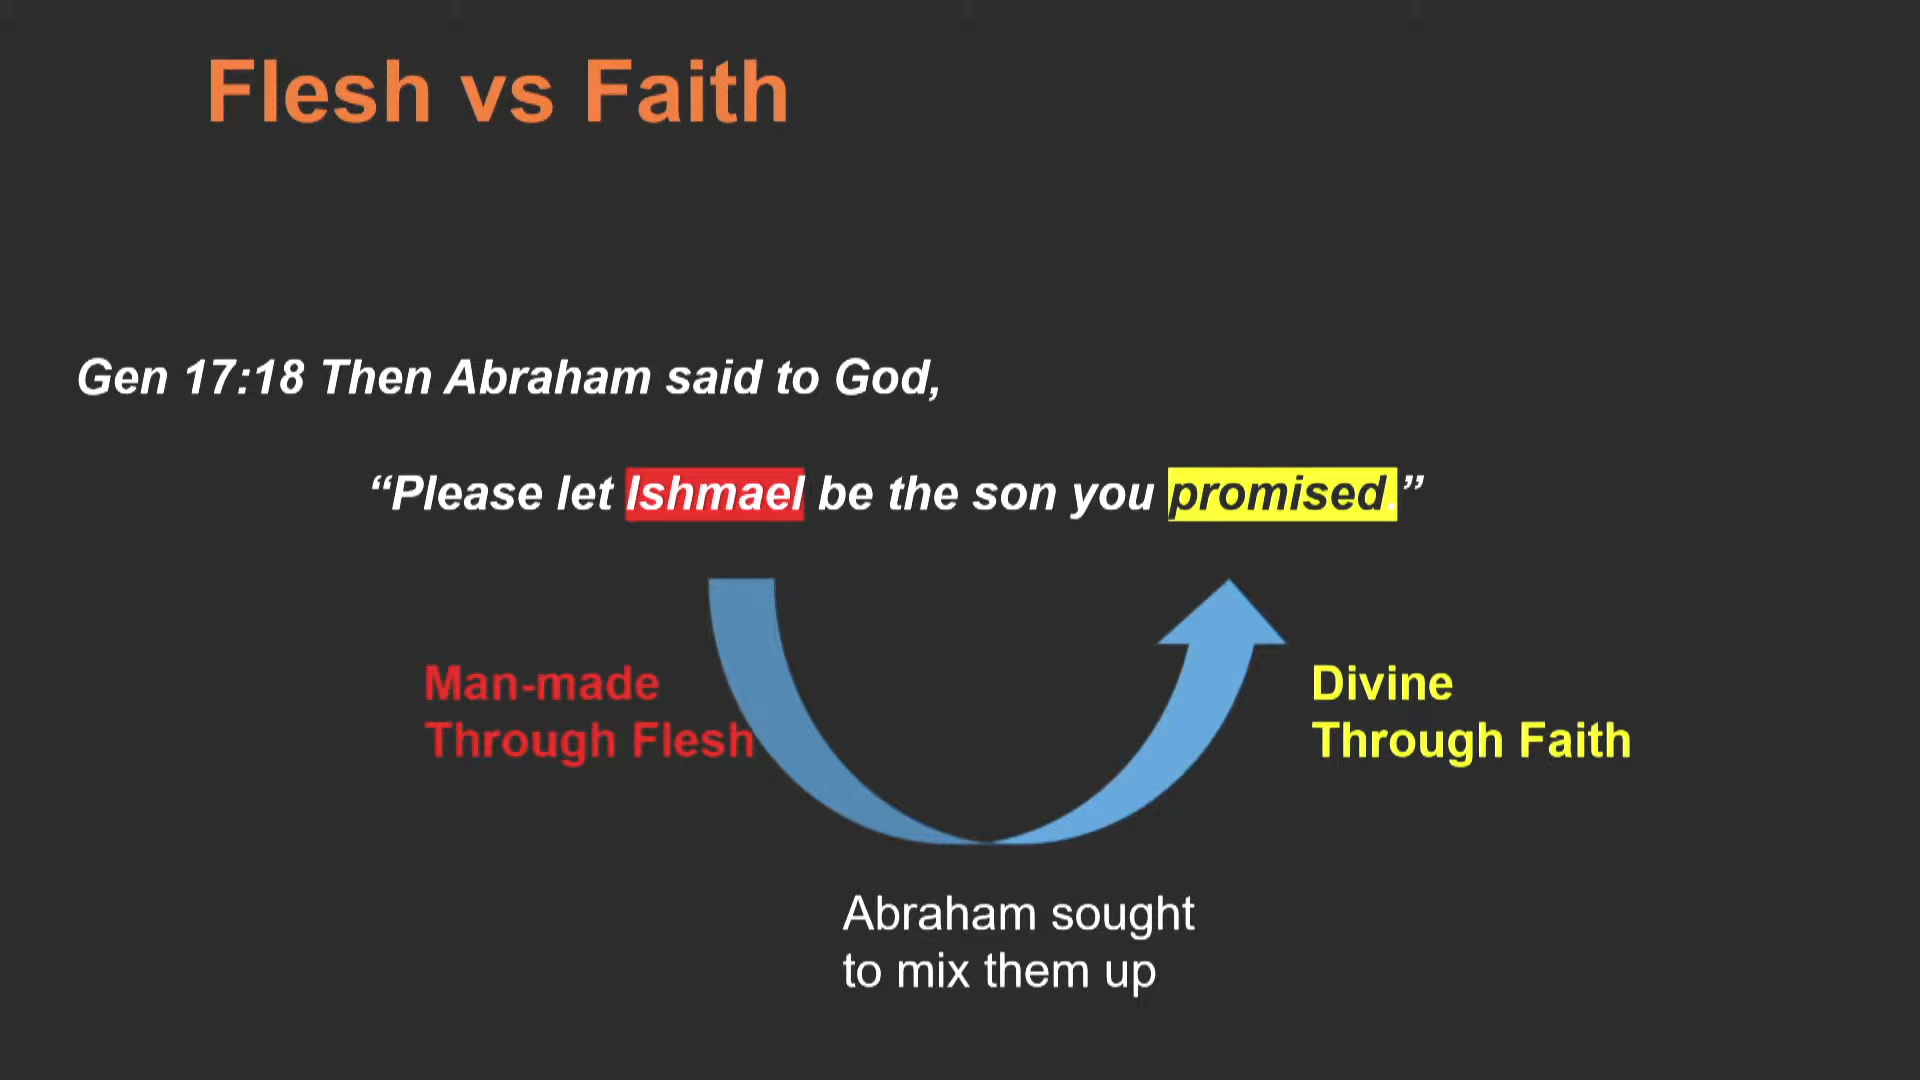 Flesh vs Faith
Gen 17:18 Then Abraham said to God,
“Please let Ishmael be the son you promised.”
Man-made
Through Flesh
Divine
Through Faith
Abraham sought
to mix them up